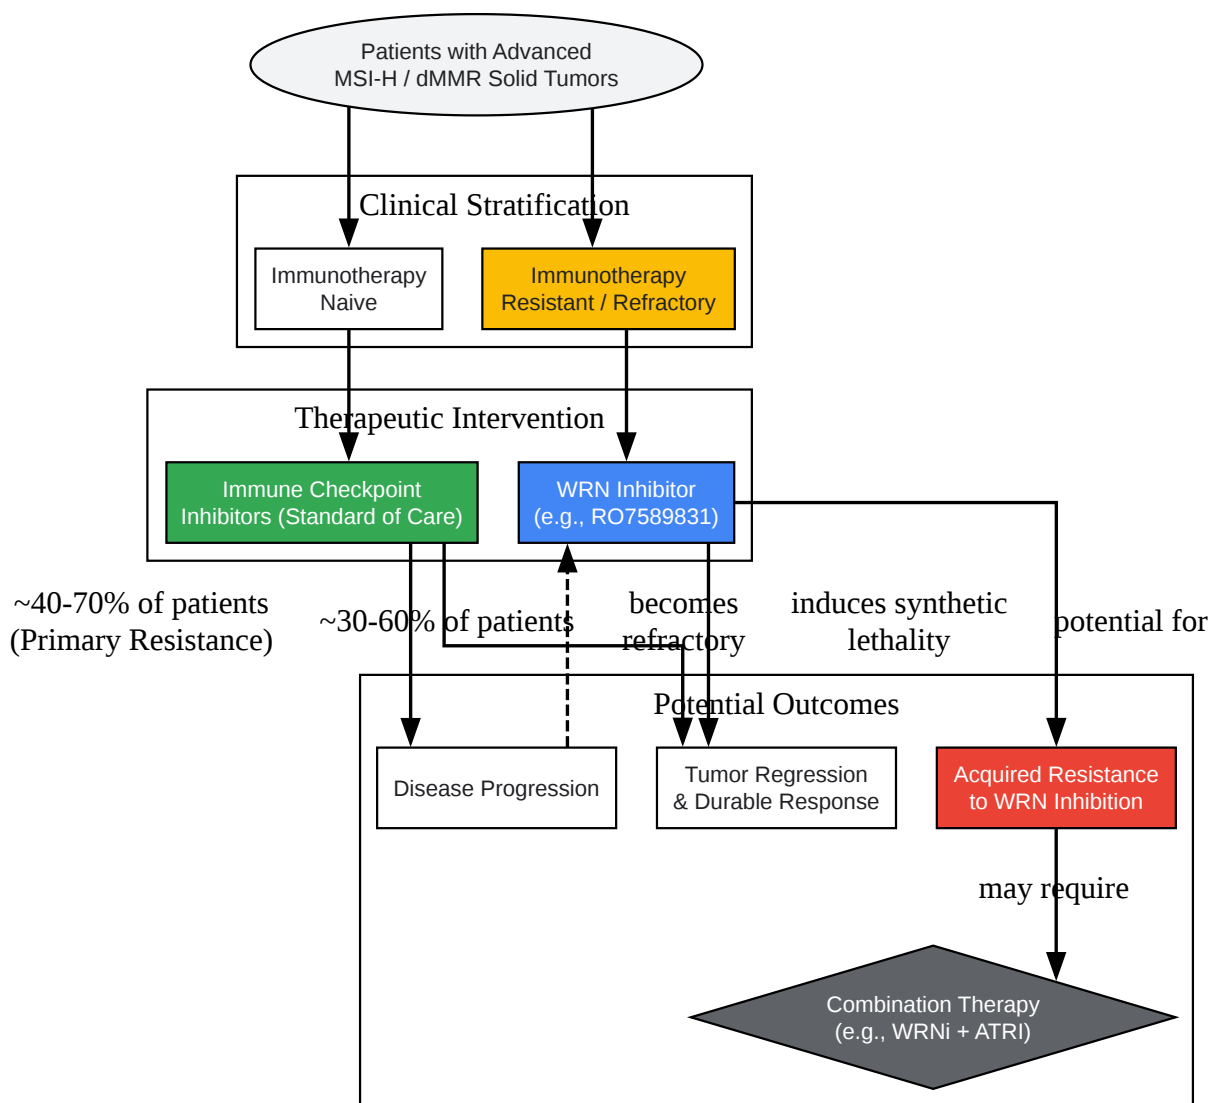 Patients with Advanced
MSI-H / dMMR Solid Tumors
Clinical Stratification
Immunotherapy
Naive
Immunotherapy
Resistant / Refractory
Therapeutic Intervention
Immune Checkpoint
Inhibitors (Standard of Care)
WRN Inhibitor
(e.g., RO7589831)
~40-70% of patients
(Primary Resistance)
~30-60% of patients
becomes
refractory
induces synthetic
lethality
potential for
Potential Outcomes
Disease Progression
Tumor Regression
& Durable Response
Acquired Resistance
to WRN Inhibition
may require
Combination Therapy
(e.g., WRNi + ATRI)